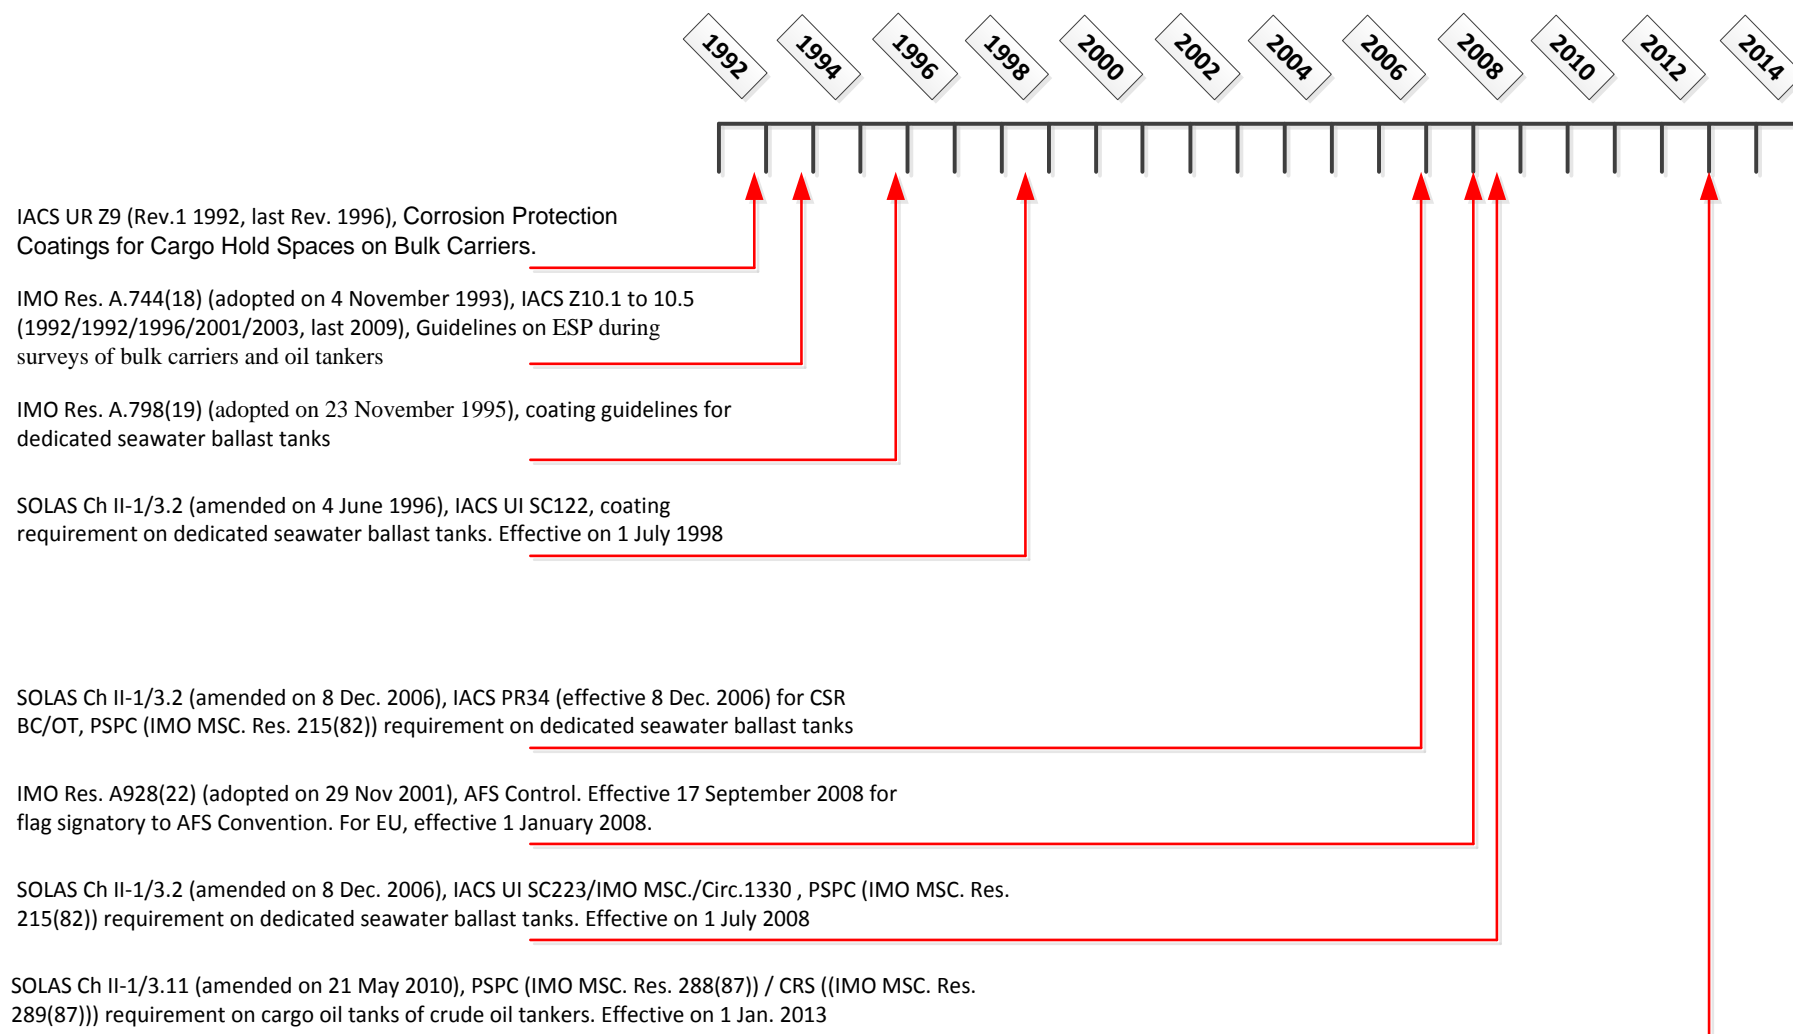 1992
1994
1996
1998
2000
2002
2004
2006
2008
2010
2012
2014
IACS UR Z9 (Rev.1 1992, last Rev. 1996), Corrosion Protection
Coatings for Cargo Hold Spaces on Bulk Carriers.
IMO Res. A.744(18) (adopted on 4 November 1993), IACS Z10.1 to 10.5
(1992/1992/1996/2001/2003, last 2009), Guidelines on ESP during
surveys of bulk carriers and oil tankers
IMO Res. A.798(19) (adopted on 23 November 1995), coating guidelines for
dedicated seawater ballast tanks
SOLAS Ch II-1/3.2 (amended on 4 June 1996), IACS UI SC122, coating
requirement on dedicated seawater ballast tanks. Effective on 1 July 1998
SOLAS Ch II-1/3.2 (amended on 8 Dec. 2006), IACS PR34 (effective 8 Dec. 2006) for CSR
BC/OT, PSPC (IMO MSC. Res. 215(82)) requirement on dedicated seawater ballast tanks
IMO Res. A928(22) (adopted on 29 Nov 2001), AFS Control. Effective 17 September 2008 for
flag signatory to AFS Convention. For EU, effective 1 January 2008.
SOLAS Ch II-1/3.2 (amended on 8 Dec. 2006), IACS UI SC223/IMO MSC./Circ.1330 , PSPC (IMO MSC. Res.
215(82)) requirement on dedicated seawater ballast tanks. Effective on 1 July 2008
SOLAS Ch II-1/3.11 (amended on 21 May 2010), PSPC (IMO MSC. Res. 288(87)) / CRS ((IMO MSC. Res.
289(87))) requirement on cargo oil tanks of crude oil tankers. Effective on 1 Jan. 2013